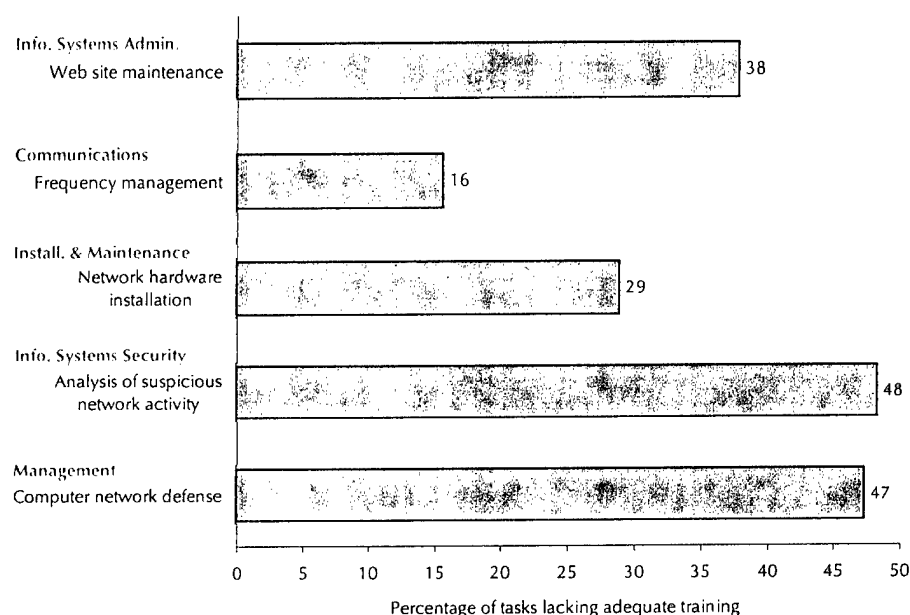 Info. Systems Admin.
Web site maintenance
38
Communications
Frequency management
16
Install. & Maintenance
Network hardware
installation
29
Info. Systems Security
Analysis of suspicious
network activity
48
Management
Computer network defense
47
0 5 10 15 20 25 30 35 40 45 50
Percentage of tasks lacking adequate training